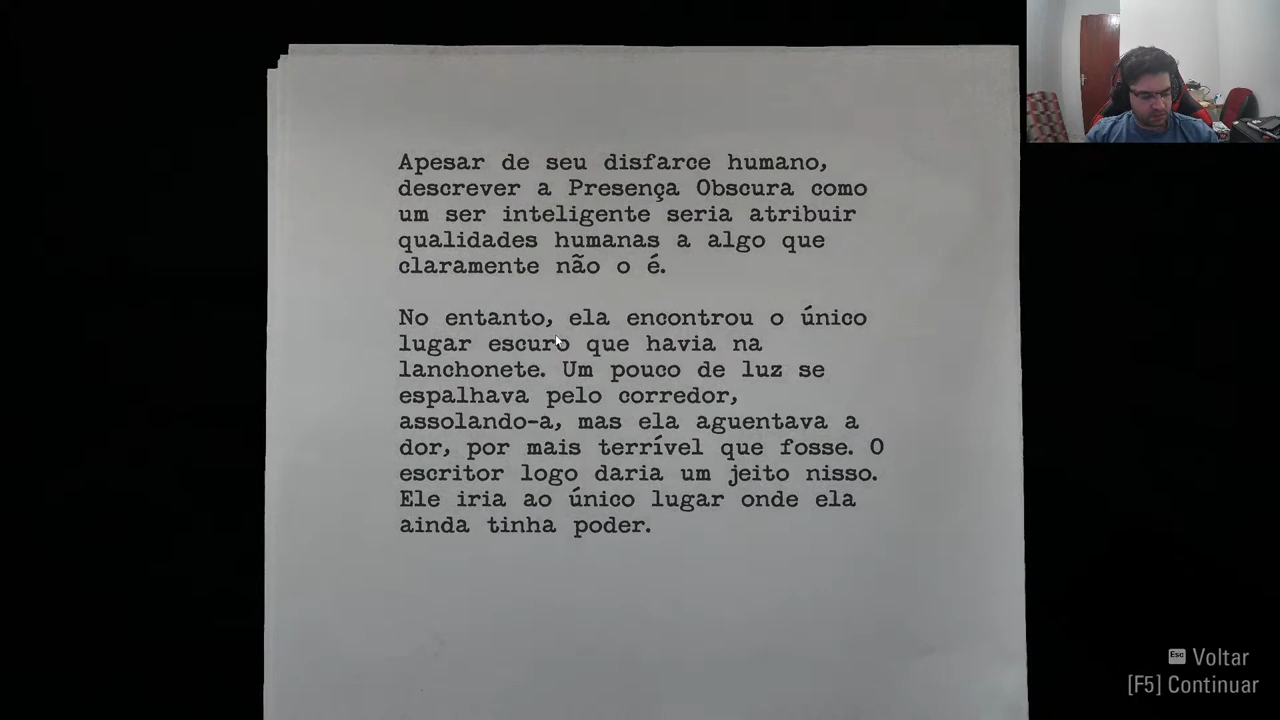 Apesar de seu disfarce humano,
descrever a Presença Obscura como
um ser inteligente seria atribuir
qualidades humanas a algo que
claramente não o é.
No entanto, ela encontrou o único
lugar escuro que havia na
lanchonete. Um pouco de luz se
espalhava pelo corredor,
assolando-a, mas ela aguentava a
dor, por mais terrível que fosse. O
escritor logo daria um jeito nisso.
Ele iria ao único lugar onde ela
ainda tinha poder.
Esc Voltar
[F5] Continuar